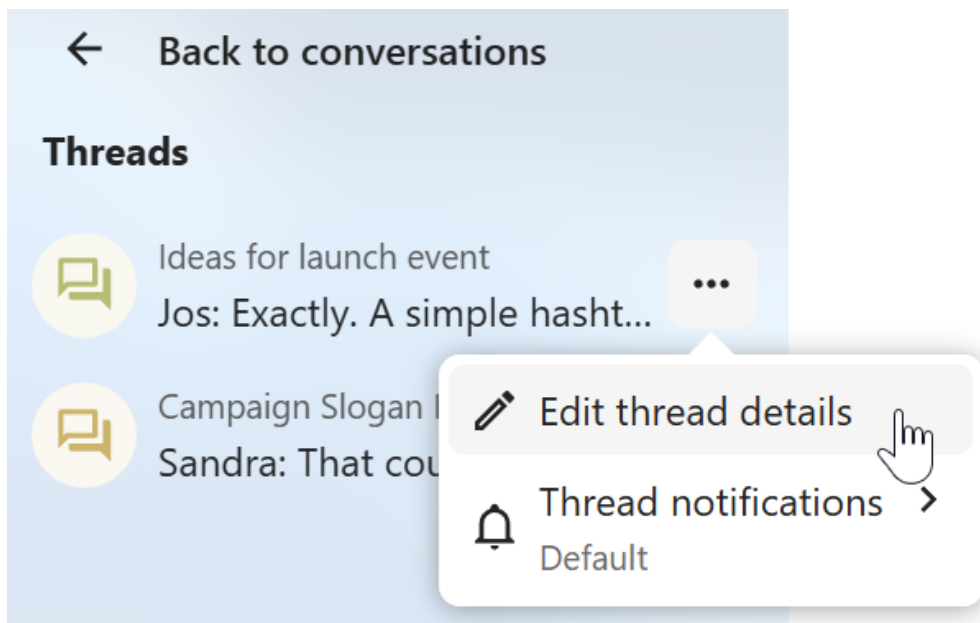 Back to conversations
Threads
Ideas for launch event
Jos: Exactly. A simple hasht...
Campaign Slogan
Sandra: That cou
Edit thread details
Thread notifications
Default